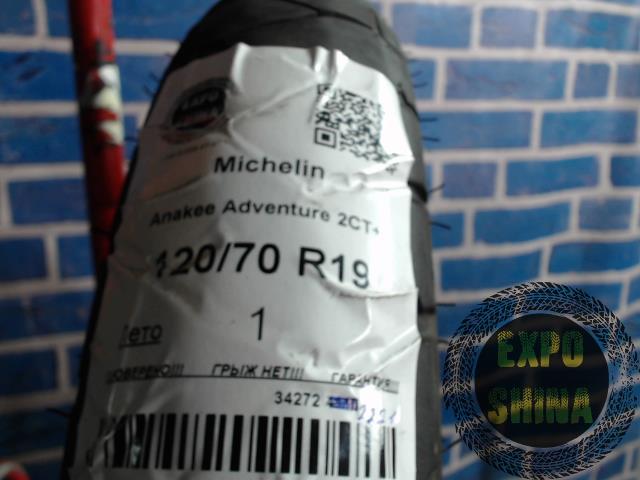 Michelin
Anakee Adventure 2CT+
120/70 R19
1
Лето
ПРОВЕРЕНО!!! ГРЫЖ НЕТ!!! ГАРАНТИЯ!!!
34272
EXPO
SHINA